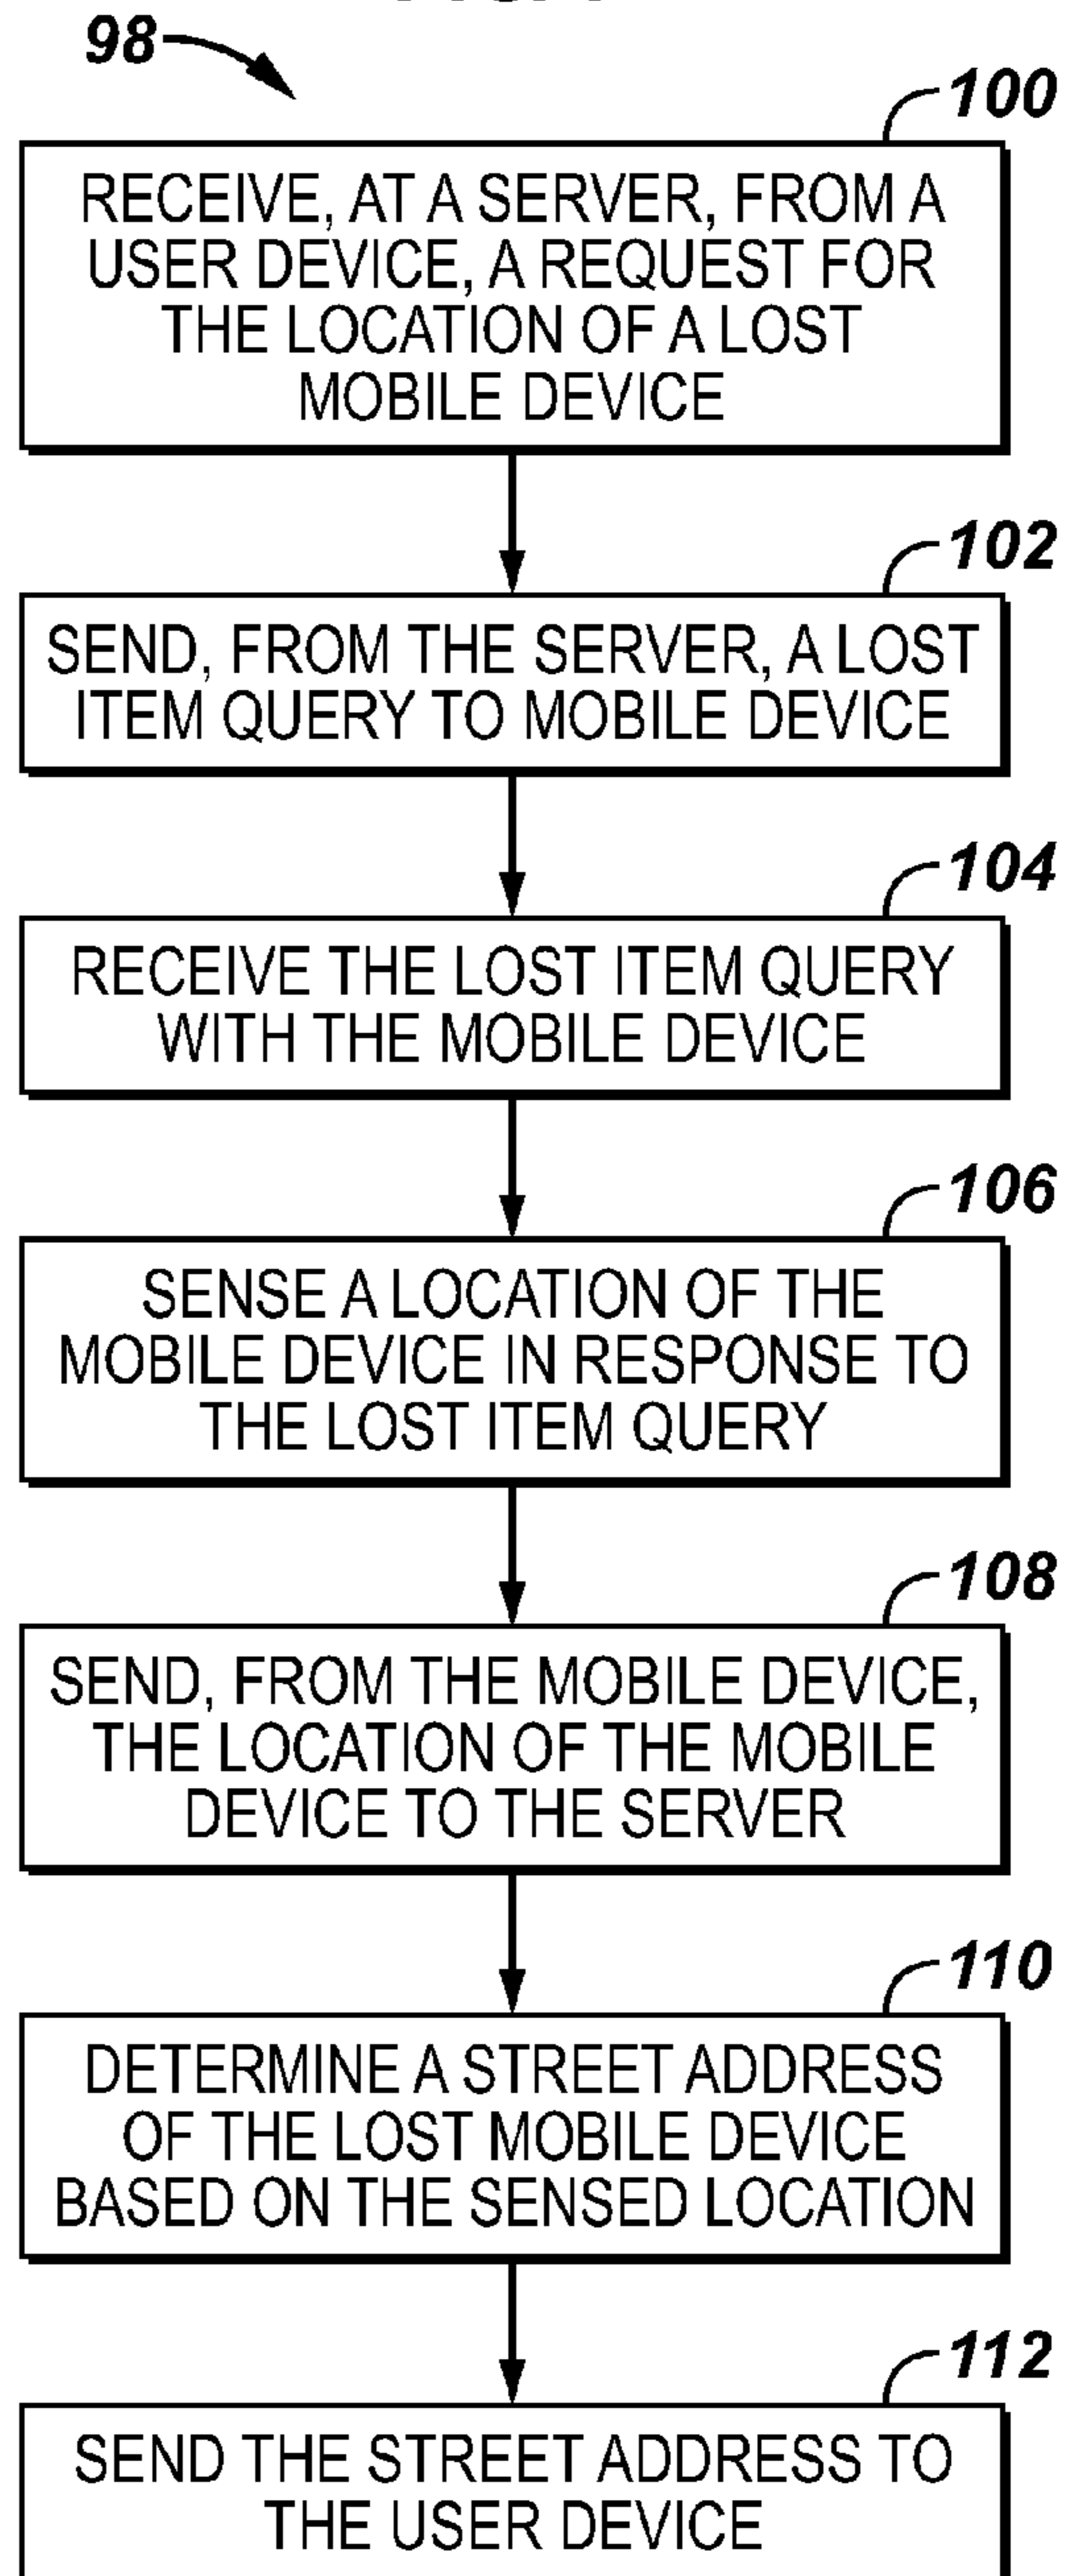 98
100
RECEIVE, AT A SERVER, FROM A
USER DEVICE, A REQUEST FOR
THE LOCATION OF A LOST
MOBILE DEVICE
102
SEND, FROM THE SERVER, A LOST
ITEM QUERY TO MOBILE DEVICE
104
RECEIVE THE LOST ITEM QUERY
WITH THE MOBILE DEVICE
106
SENSE A LOCATION OF THE
MOBILE DEVICE IN RESPONSE TO
THE LOST ITEM QUERY
108
SEND, FROM THE MOBILE DEVICE,
THE LOCATION OF THE MOBILE
DEVICE TO THE SERVER
110
DETERMINE A STREET ADDRESS
OF THE LOST MOBILE DEVICE
BASED ON THE SENSED LOCATION
112
SEND THE STREET ADDRESS TO
THE USER DEVICE